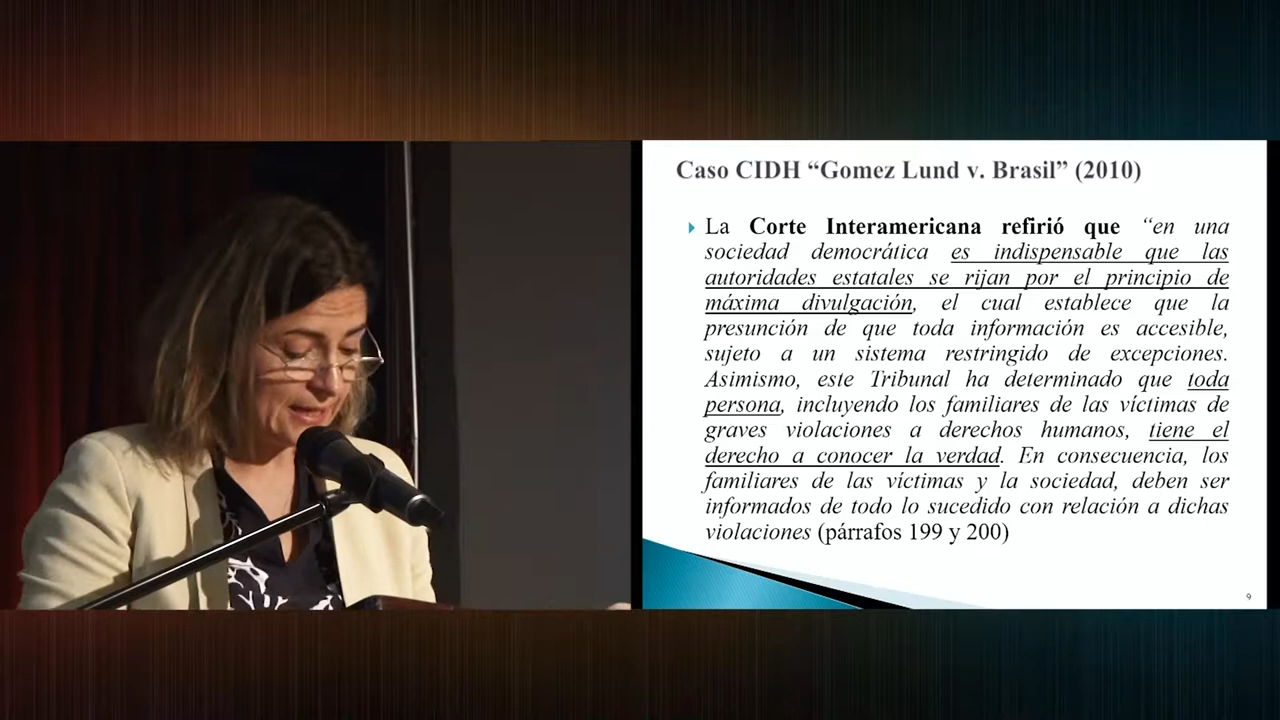 Caso CIDH “Gomez Lund v. Brasil” (2010)
La Corte Interamericana refirió que “en una
sociedad democrática es indispensable que las
autoridades estatales se rijan por el principio de
máxima divulgación, el cual establece que la
presunción de que toda información es accesible,
sujeto a un sistema restringido de excepciones.
Asimismo, este Tribunal ha determinado que toda
persona, incluyendo los familiares de las víctimas de
graves violaciones a derechos humanos, tiene el
derecho a conocer la verdad. En consecuencia, los
familiares de las víctimas y la sociedad, deben ser
informados de todo lo sucedido con relación a dichas
violaciones (párrafos 199 y 200)
9